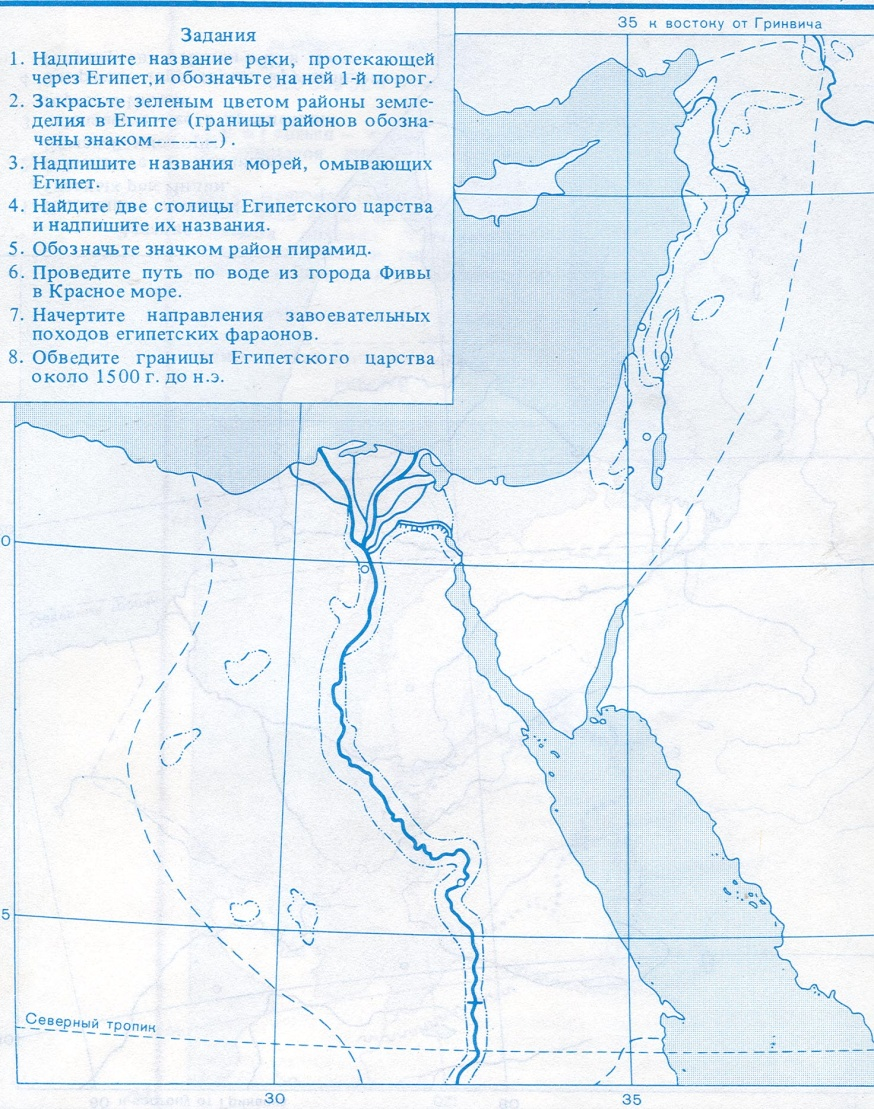 35 к востоку от Гринвича
Задания
1. Надпишите название реки, протекающей
через Египет,и обозначьте на ней 1-й порог.
2. Закрасьте зеленым цветом районы земле-
делия в Египте (границы районов обозна-
чены знаком-·-··-··-).
3. Надпишите названия морей, омывающих
Египет.
4. Найдите две столицы Египетского царства
и надпишите их названия.
5. Обозначьте значком район пирамид.
6. Проведите путь по воде из города Фивы
в Красное море.
7. Начертите направления завоевательных
походов египетских фараонов.
8. Обведите границы Египетского царства
около 1500 г. до н.э.
0
5
Северный тропик
30
35